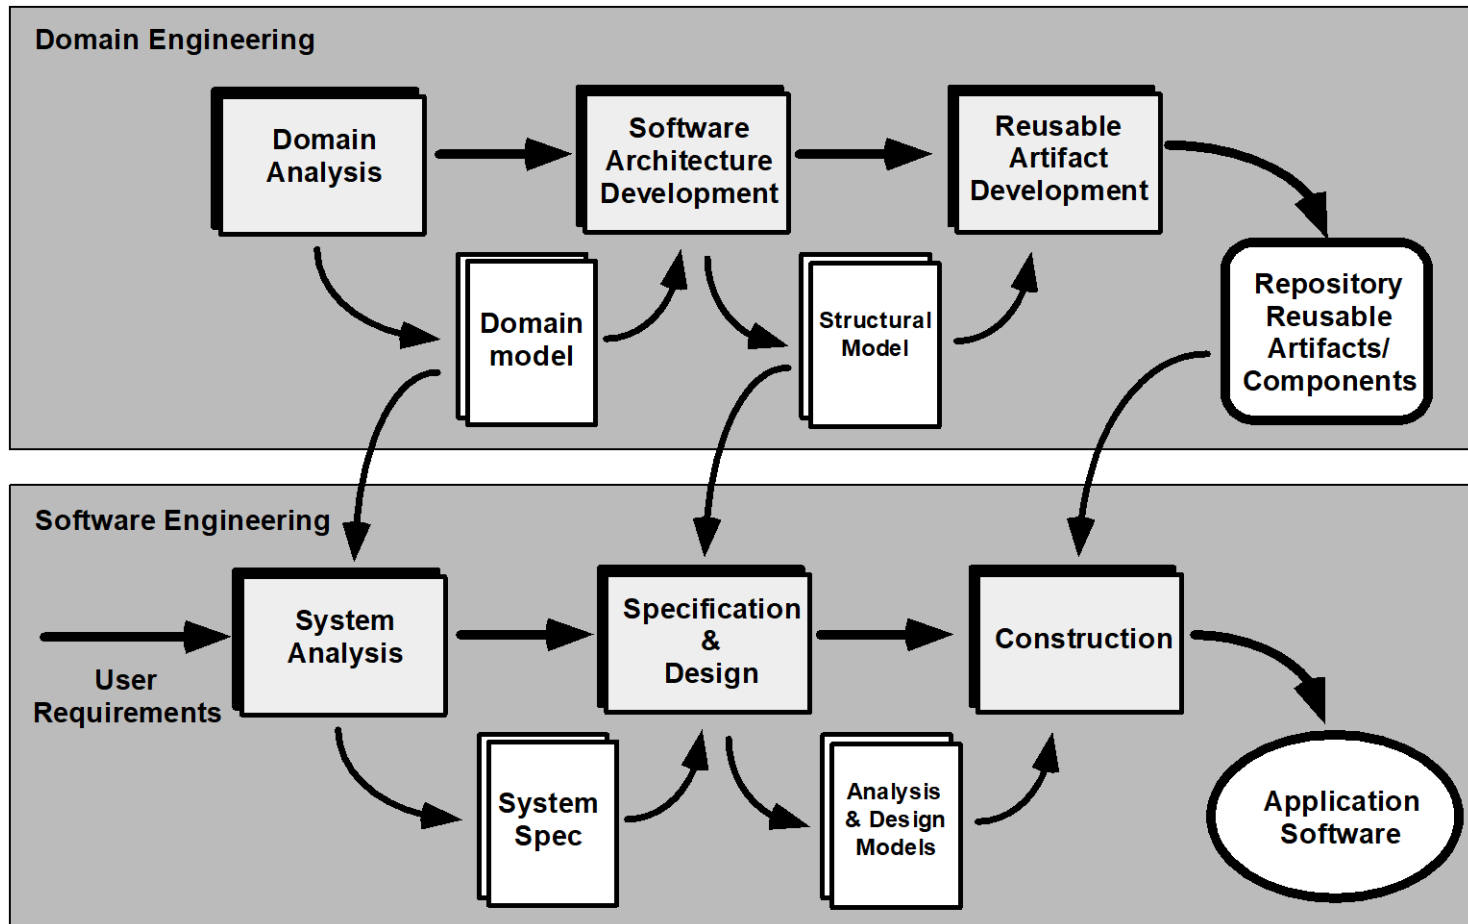 Domain Engineering
Domain
Analysis
Software
Architecture
Development
Reusable
Artifact
Development
Domain
model
Structural
Model
Repository
Reusable
Artifacts/
Components
Software Engineering
User
Requirements
System
Analysis
Specification
&
Design
Construction
System
Spec
Analysis
& Design
Models
Application
Software